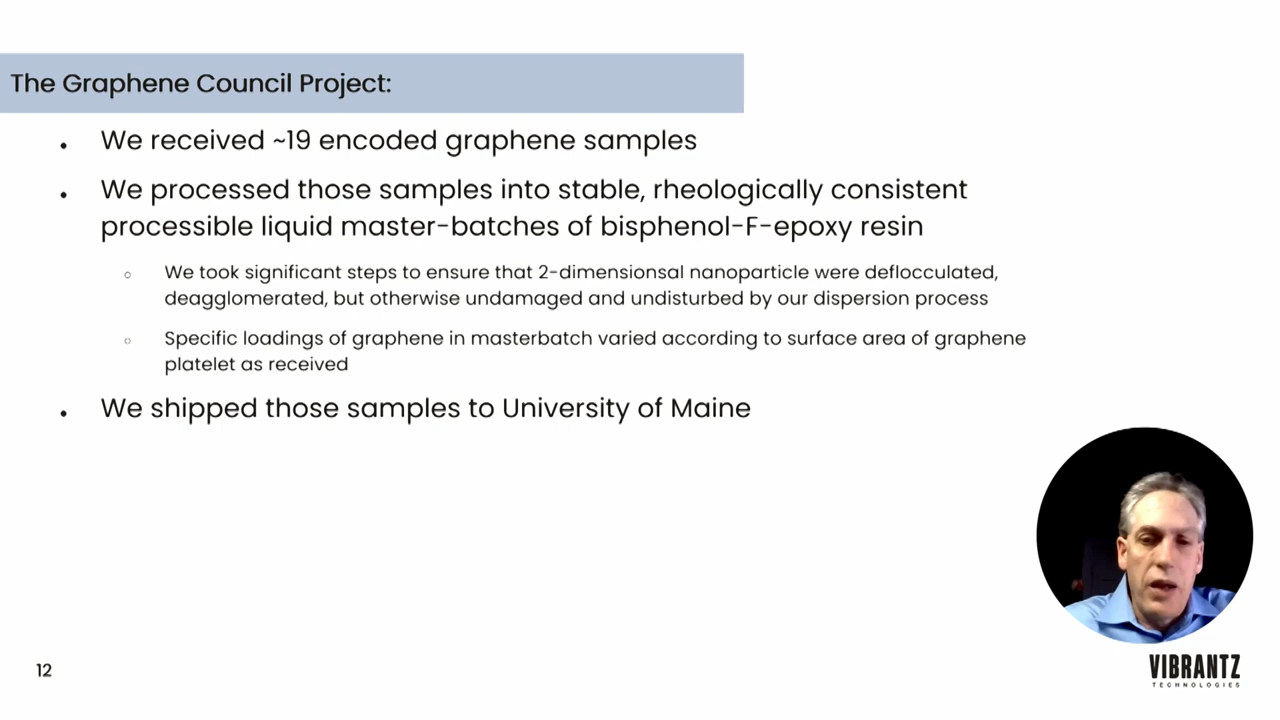 The Graphene Council Project:
• We received ~19 encoded graphene samples
• We processed those samples into stable, rheologically consistent
processible liquid master-batches of bisphenol-F-epoxy resin
○ We took significant steps to ensure that 2-dimensionsal nanoparticle were deflocculated,
deagglomerated, but otherwise undamaged and undisturbed by our dispersion process
○ Specific loadings of graphene in masterbatch varied according to surface area of graphene
platelet as received
• We shipped those samples to University of Maine
12
VIBRANTZ
TECHNOLOGIES